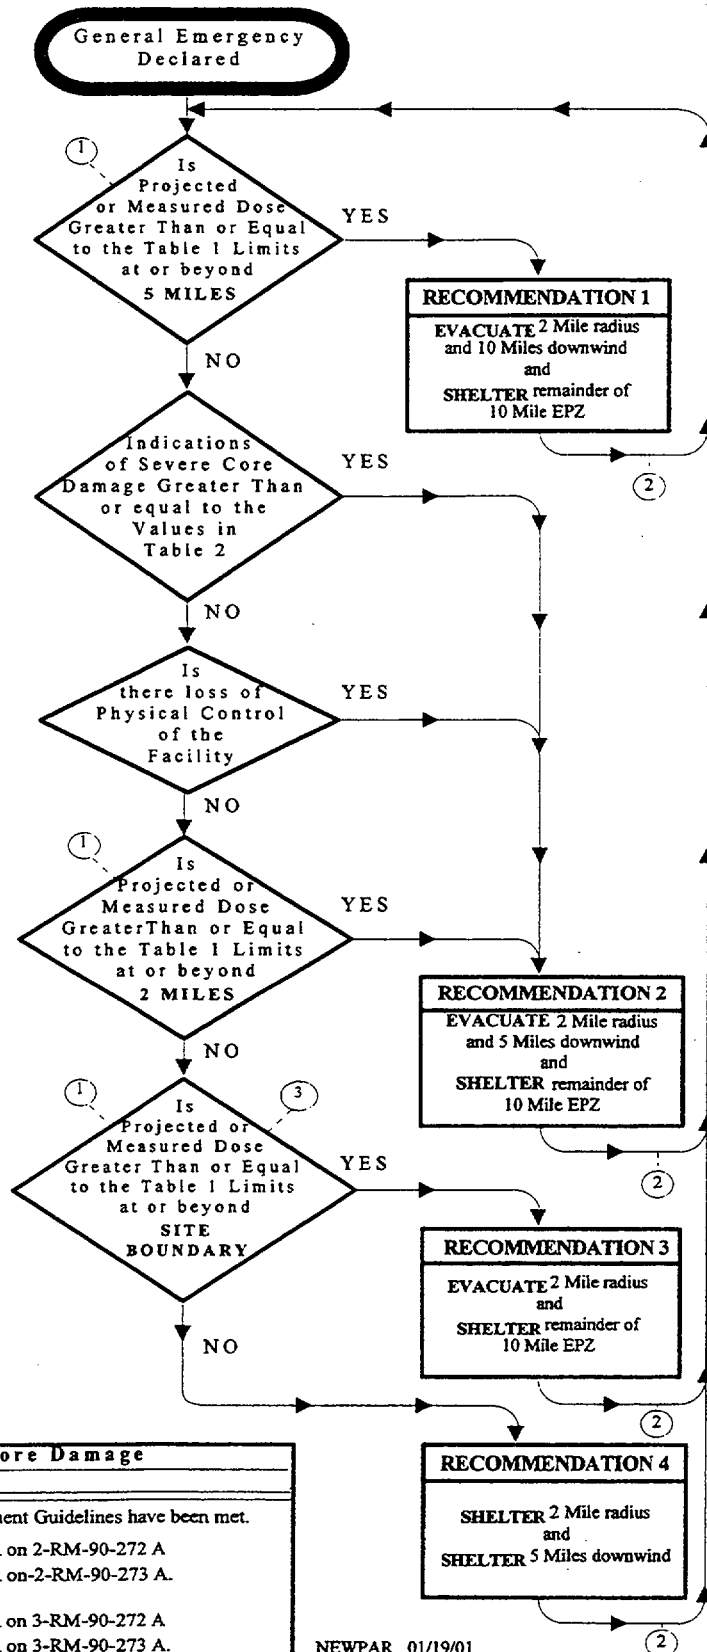 General Emergency
Declared
1
Is
Projected
or Measured Dose
Greater Than or Equal
to the Table 1 Limits
at or beyond
5 MILES
YES
NO
RECOMMENDATION 1
EVACUATE 2 Mile radius
and 10 Miles downwind
and
SHELTER remainder of
10 Mile EPZ
2
Indications
of Severe Core
Damage Greater Than
or equal to the
Values in
Table 2
YES
NO
Is
there loss of
Physical Control
of the
Facility
YES
NO
1
Is
Projected or
Measured Dose
GreaterThan or Equal
to the Table 1 Limits
at or beyond
2 MILES
YES
NO
RECOMMENDATION 2
EVACUATE 2 Mile radius
and 5 Miles downwind
and
SHELTER remainder of
10 Mile EPZ
2
1
3
Is
Projected or
Measured Dose
Greater Than or Equal
to the Table 1 Limits
at or beyond
SITE
BOUNDARY
YES
NO
RECOMMENDATION 3
EVACUATE 2 Mile radius
and
SHELTER remainder of
10 Mile EPZ
2
RECOMMENDATION 4
SHELTER 2 Mile radius
and
SHELTER 5 Miles downwind
2
ore Damage
ent Guidelines have been met.
on 2-RM-90-272 A
on-2-RM-90-273 A.
on 3-RM-90-272 A
on 3-RM-90-273 A.
NEWPAR 01/19/01